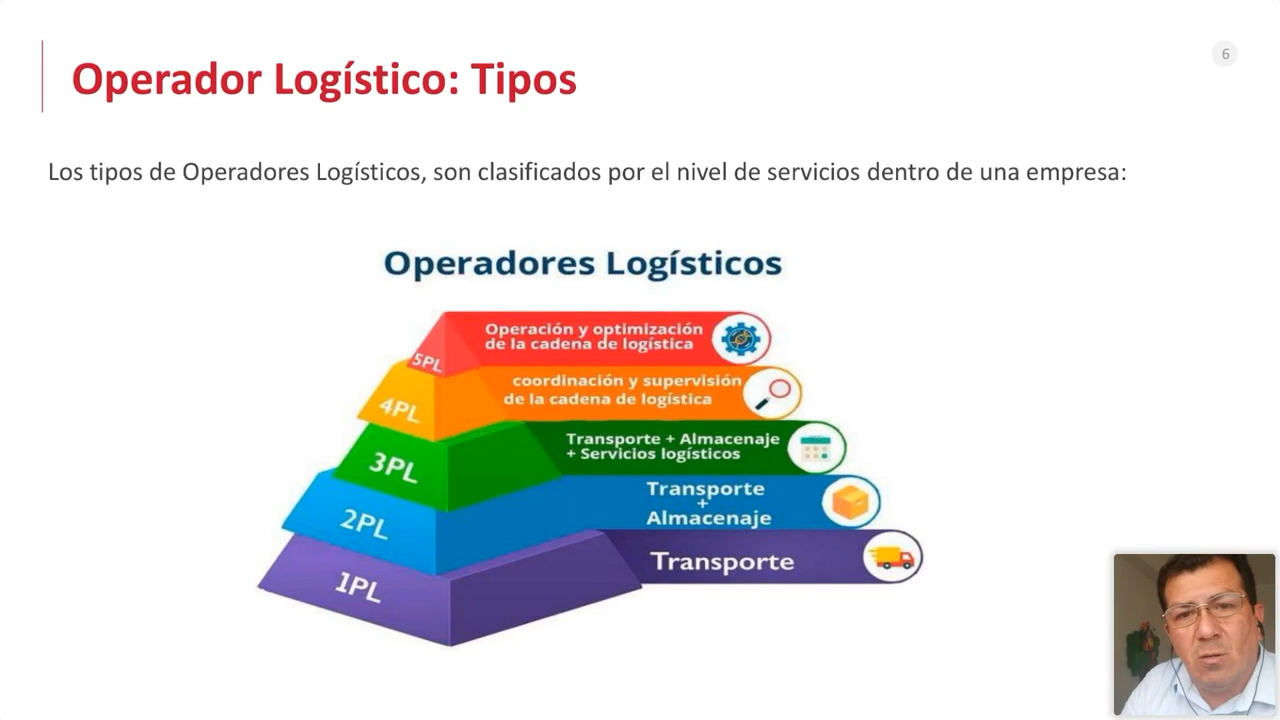 6
Operador Logístico: Tipos
Los tipos de Operadores Logísticos, son clasificados por el nivel de servicios dentro de una empresa:
Operadores Logísticos
5PL
Operación y optimización
de la cadena de logística
4PL
coordinación y supervisión
de la cadena de logística
3PL
Transporte + Almacenaje
+ Servicios logísticos
2PL
Transporte
+
Almacenaje
1PL
Transporte